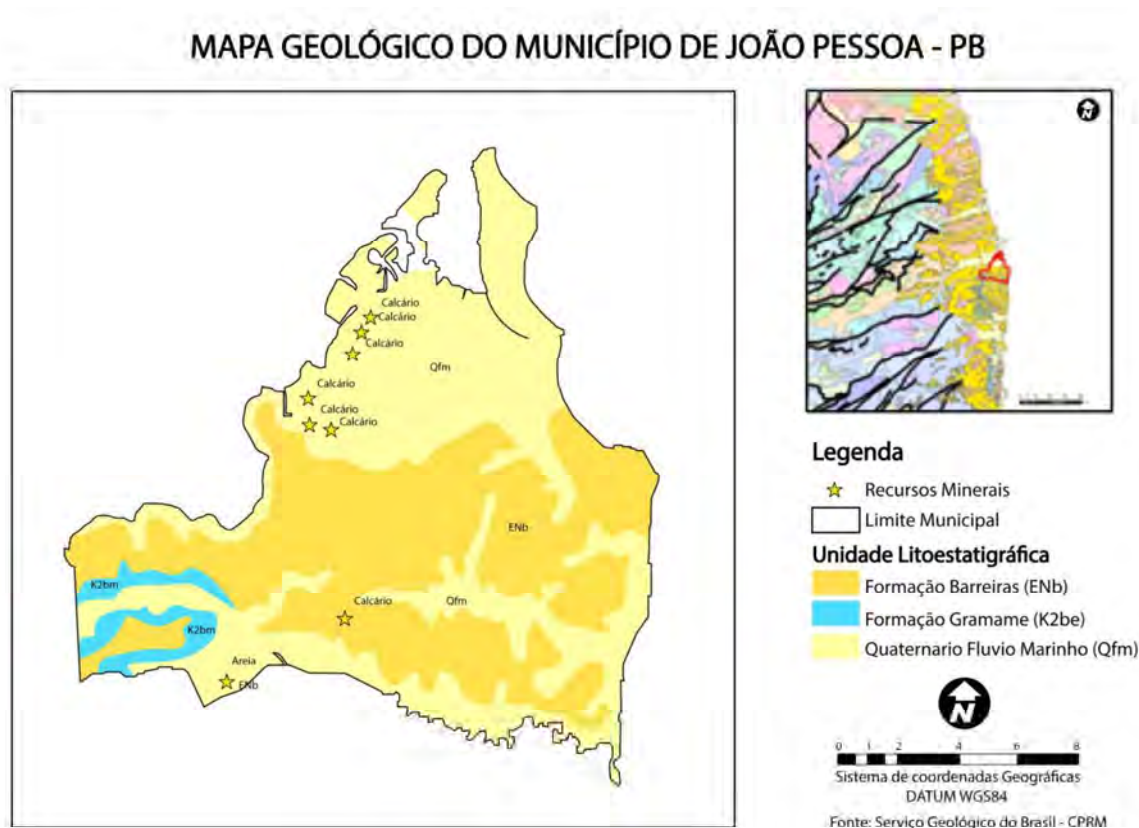 MAPA GEOLÓGICO DO MUNICÍPIO DE JOÃO PESSOA - PB
N
Calcário
Calcário
Calcário
Qfm
Calcário
Calcário
Calcário
ENb
K2bm
Calcário
Qfm
K2bm
Areia
ENb
Legenda
Recursos Minerais
Limite Municipal
Unidade Litoestatigráfica
Formação Barreiras (ENb)
Formação Gramame (K2be)
Quaternario Fluvio Marinho (Qfm)
N
0 1 2 4 6 8
Sistema de coordenadas Geográficas
DATUM WGS84
Fonte: Serviço Geológico do Brasil - CPRM